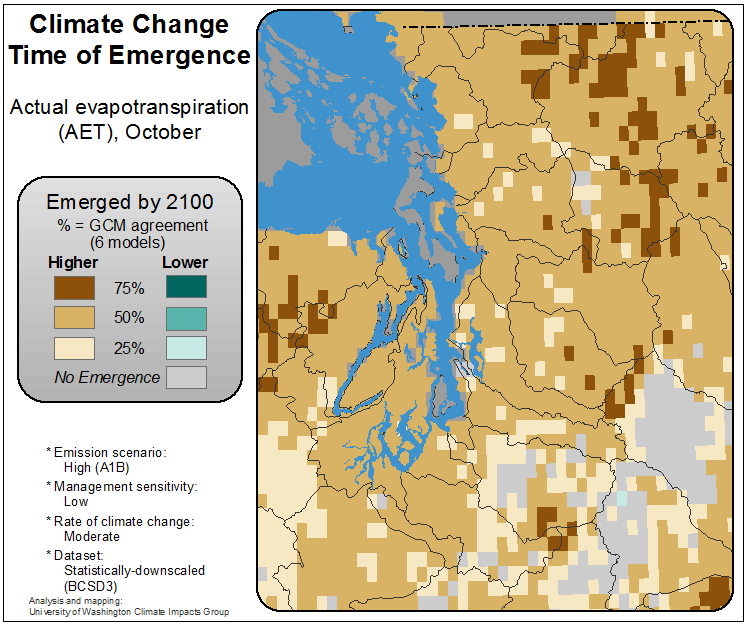 Climate Change
Time of Emergence
Actual evapotranspiration
(AET), October
Emerged by 2100
% = GCM agreement
(6 models)
Higher Lower
75%
50%
25%
No Emergence
* Emission scenario:
High (A1B)
* Management sensitivity:
Low
* Rate of climate change:
Moderate
* Dataset:
Statistically-downscaled
(BCSD3)
Analysis and mapping:
University of Washington Climate Impacts Group